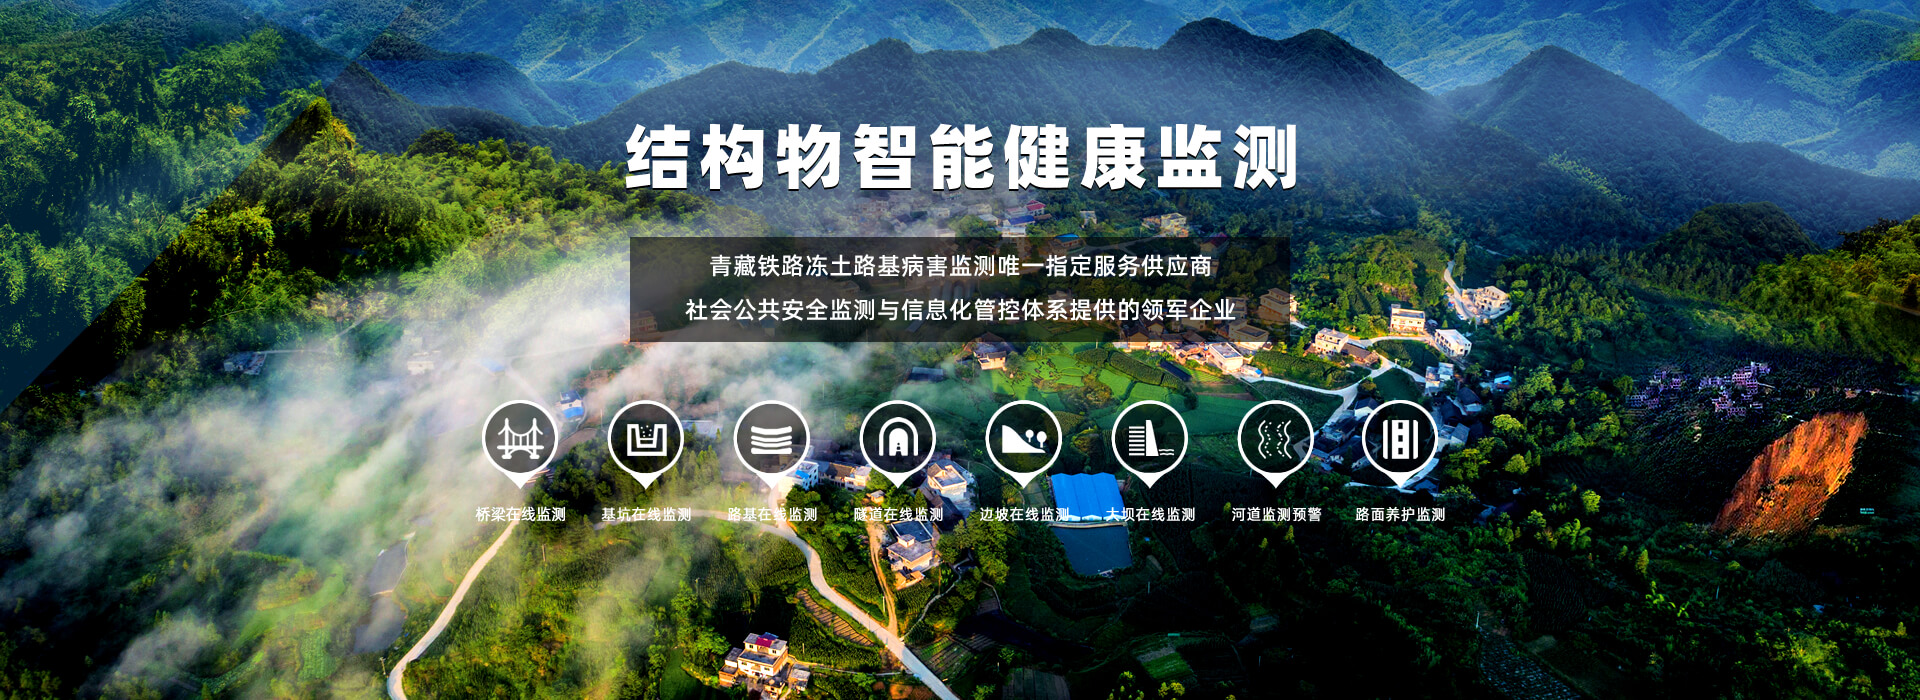 结构物智能健康监测
青藏铁路冻土路基病害监测唯一指定服务供应商
社会公共安全监测与信息化管控体系提供的领军企业
桥梁在线监测 基坑在线监测 路基在线监测 隧道在线监测 边坡在线监测 大坝在线监测 河道监测预警 路面养护监测